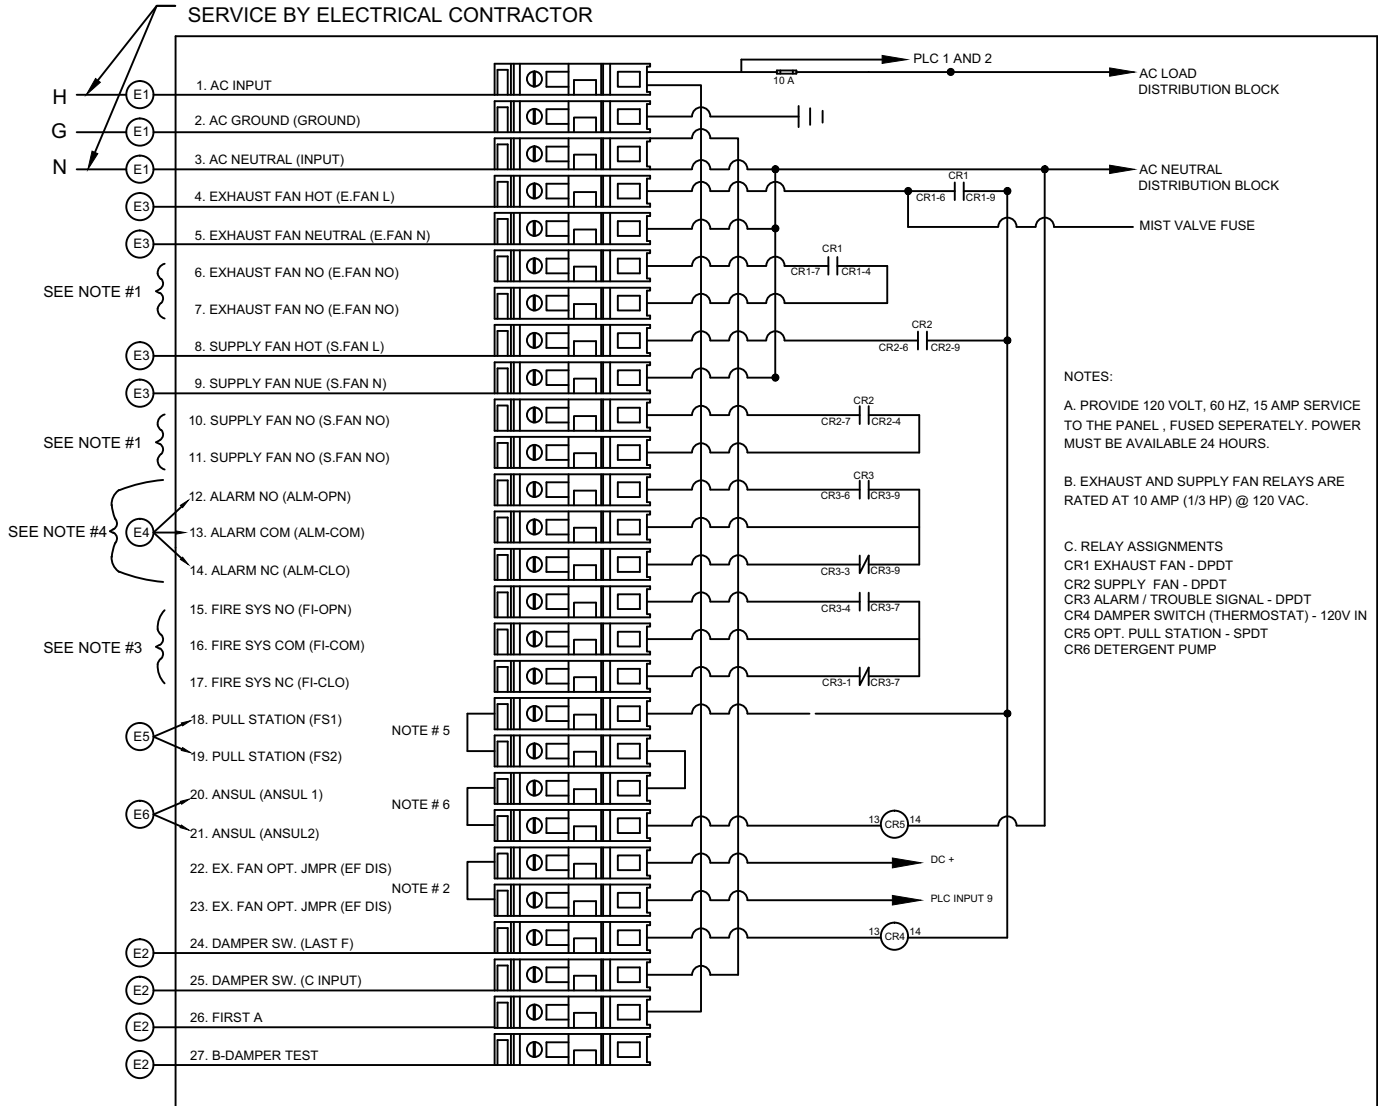 SERVICE BY ELECTRICAL CONTRACTOR
H
G
N
E1
E1
E1
E3
E3
SEE NOTE #1
E3
E3
SEE NOTE #1
SEE NOTE #4
E4
SEE NOTE #3
E5
E6
E2
E2
E2
E2
1. AC INPUT
2. AC GROUND (GROUND)
3. AC NEUTRAL (INPUT)
4. EXHAUST FAN HOT (E.FAN L)
5. EXHAUST FAN NEUTRAL (E.FAN N)
6. EXHAUST FAN NO (E.FAN NO)
7. EXHAUST FAN NO (E.FAN NO)
8. SUPPLY FAN HOT (S.FAN L)
9. SUPPLY FAN NUE (S.FAN N)
10. SUPPLY FAN NO (S.FAN NO)
11. SUPPLY FAN NO (S.FAN NO)
12. ALARM NO (ALM-OPN)
13. ALARM COM (ALM-COM)
14. ALARM NC (ALM-CLO)
15. FIRE SYS NO (FI-OPN)
16. FIRE SYS COM (FI-COM)
17. FIRE SYS NC (FI-CLO)
18. PULL STATION (FS1)
19. PULL STATION (FS2)
20. ANSUL (ANSUL 1)
21. ANSUL (ANSUL2)
22. EX. FAN OPT. JMPR (EF DIS)
23. EX. FAN OPT. JMPR (EF DIS)
24. DAMPER SW. (LAST F)
25. DAMPER SW. (C INPUT)
26. FIRST A
27. B-DAMPER TEST
NOTE # 5
NOTE # 6
NOTE # 2
PLC 1 AND 2
10 A
AC LOAD
DISTRIBUTION BLOCK
AC NEUTRAL
DISTRIBUTION BLOCK
CR1
CR1-6 CR1-9
MIST VALVE FUSE
CR1
CR1-7 CR1-4
CR2
CR2-6 CR2-9
CR2
CR2-7 CR2-4
CR3
CR3-6 CR3-9
CR3-3 CR3-9
CR3-4 CR3-7
CR3-1 CR3-7
13 CR5 14
DC +
PLC INPUT 9
13 CR4 14
NOTES:
A. PROVIDE 120 VOLT, 60 HZ, 15 AMP SERVICE
TO THE PANEL , FUSED SEPERATELY. POWER
MUST BE AVAILABLE 24 HOURS.
B. EXHAUST AND SUPPLY FAN RELAYS ARE
RATED AT 10 AMP (1/3 HP) @ 120 VAC.
C. RELAY ASSIGNMENTS
CR1 EXHAUST FAN - DPDT
CR2 SUPPLY FAN - DPDT
CR3 ALARM / TROUBLE SIGNAL - DPDT
CR4 DAMPER SWITCH (THERMOSTAT) - 120V IN
CR5 OPT. PULL STATION - SPDT
CR6 DETERGENT PUMP